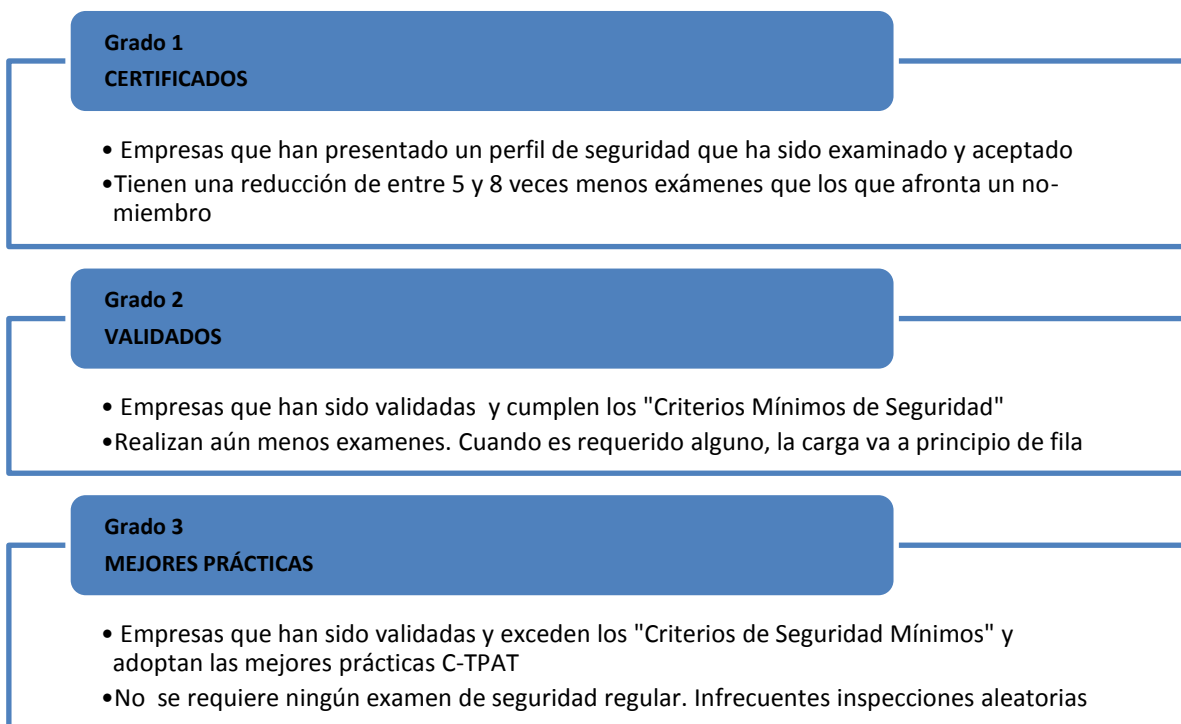 Grado 1
CERTIFICADOS
• Empresas que han presentado un perfil de seguridad que ha sido examinado y aceptado
•Tienen una reducción de entre 5 y 8 veces menos exámenes que los que afronta un no-
miembro
Grado 2
VALIDADOS
• Empresas que han sido validadas y cumplen los "Criterios Mínimos de Seguridad"
•Realizan aún menos examenes. Cuando es requerido alguno, la carga va a principio de fila
Grado 3
MEJORES PRÁCTICAS
• Empresas que han sido validadas y exceden los "Criterios de Seguridad Mínimos" y
adoptan las mejores prácticas C-TPAT
•No se requiere ningún examen de seguridad regular. Infrecuentes inspecciones aleatorias